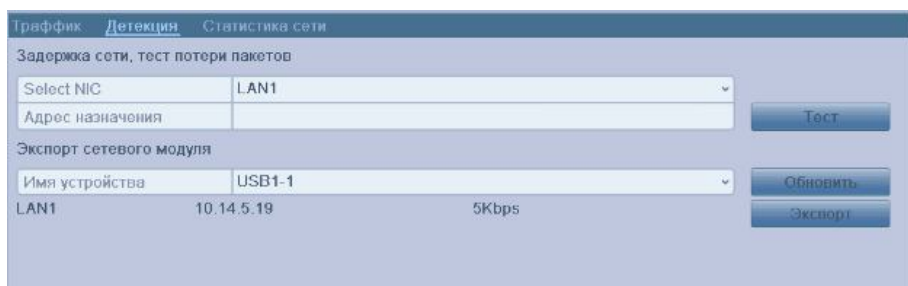 Траффик Детекция Статистика сети
Задержка сети, тест потери пакетов
Select NIC LAN1
Адрес назначения Тест
Экспорт сетевого модуля
Имя устройства USB1-1 Обновить
LAN1 10.14.5.19 5Kbps Экспорт